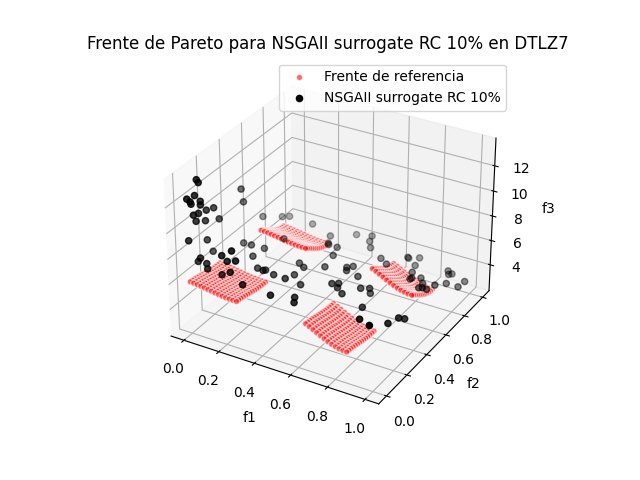 Frente de Pareto para NSGAII surrogate RC 10% en DTLZ7
Frente de referencia
NSGAII surrogate RC 10%
12
10
8
6
4
f3
1.0
0.8
0.6
0.4
0.2
0.0
f2
0.0
0.2
0.4
0.6
0.8
1.0
f1